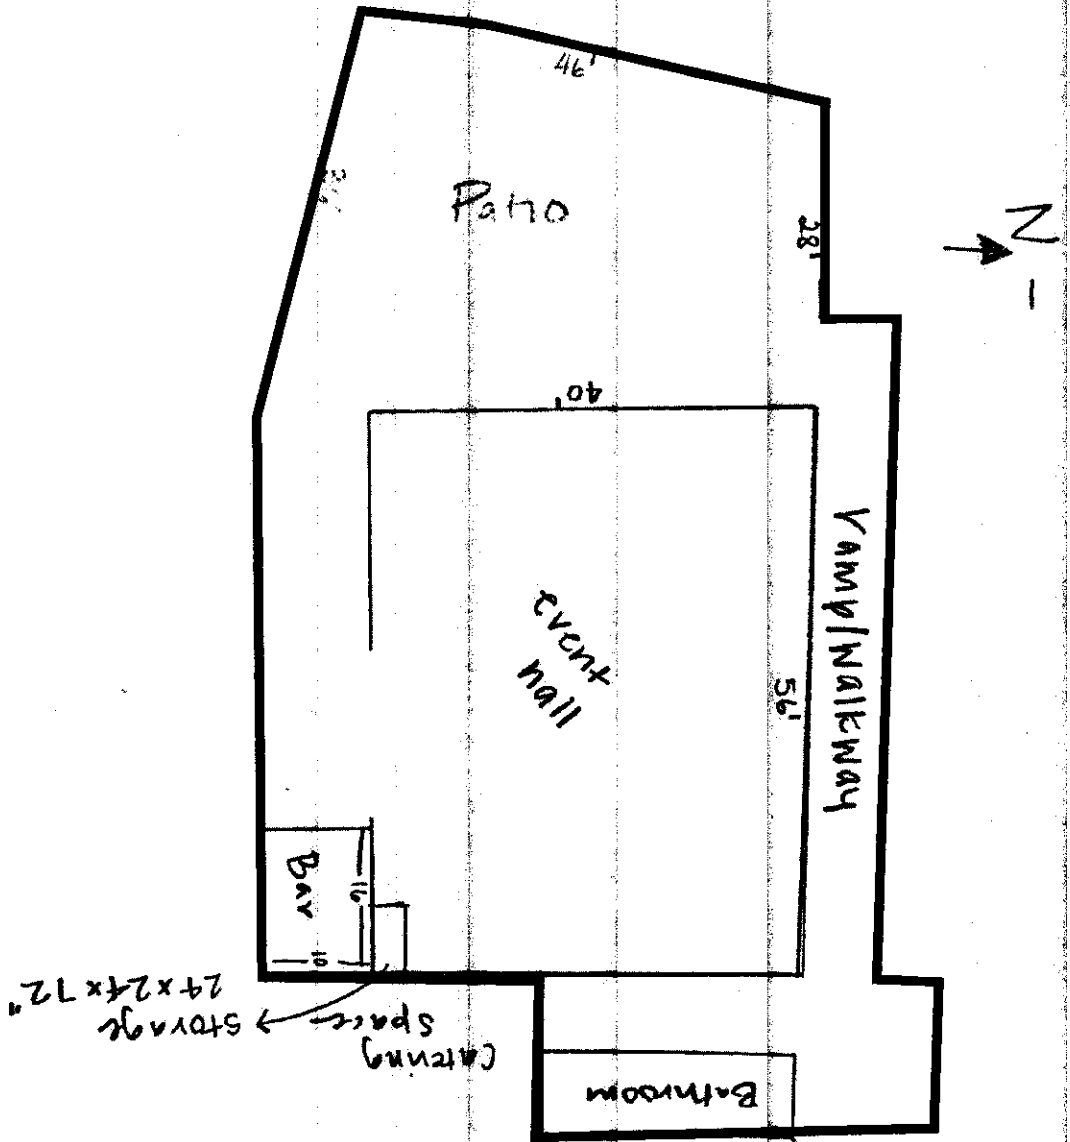 46'
Patio
28'
N
40'
Ramp/Walkway
event
hall
56'
Bar
16
10
Catering
Space
Storage
24x24x72"
Bathroom